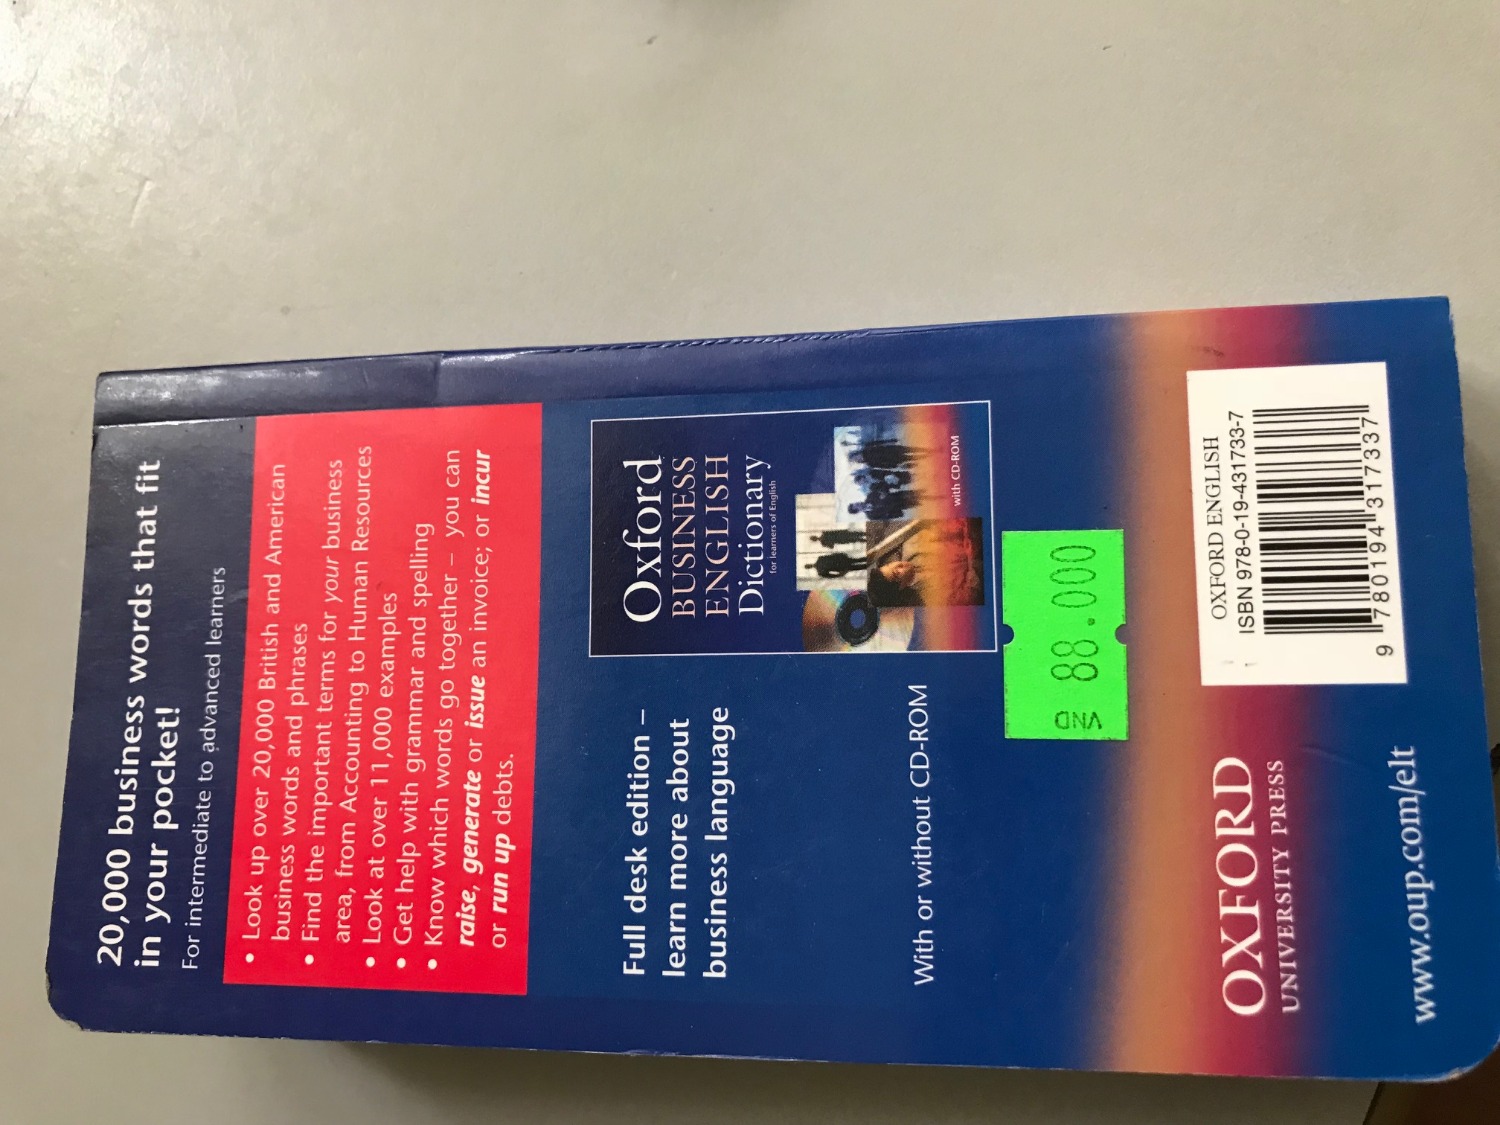 20,000 business words that fit
in your pocket!
For intermediate to advanced learners
• Look up over 20,000 British and American
business words and phrases
• Find the important terms for your business
area, from Accounting to Human Resources
• Look at over 11,000 examples
• Get help with grammar and spelling
• Know which words go together – you can
raise, generate or issue an invoice; or incur
or run up debts.
Full desk edition –
learn more about
business language
With or without CD-ROM
Oxford
BUSINESS
ENGLISH
Dictionary
for learners of English
with CD-ROM
VND 88.000
OXFORD
UNIVERSITY PRESS
www.oup.com/elt
OXFORD ENGLISH
ISBN 978-0-19-431733-7
9 780194 317337